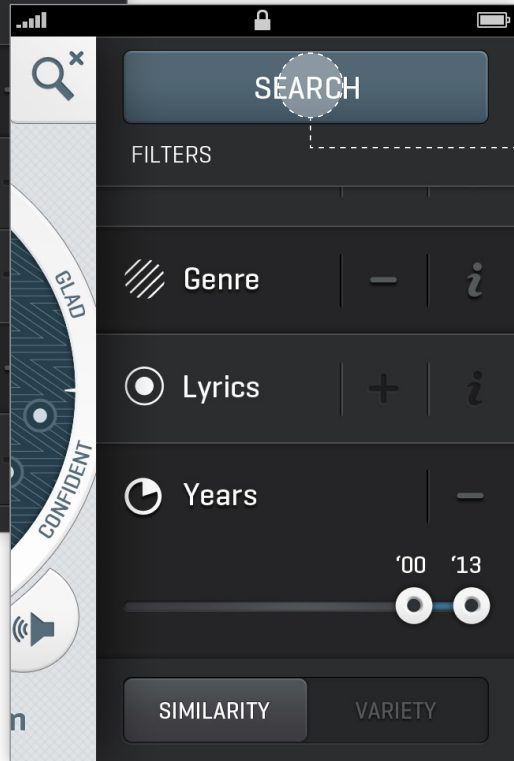 SEARCH
FILTERS
GLAD
Genre
Lyrics
CONFIDENT
Years
‘00 ‘13
SIMILARITY VARIETY